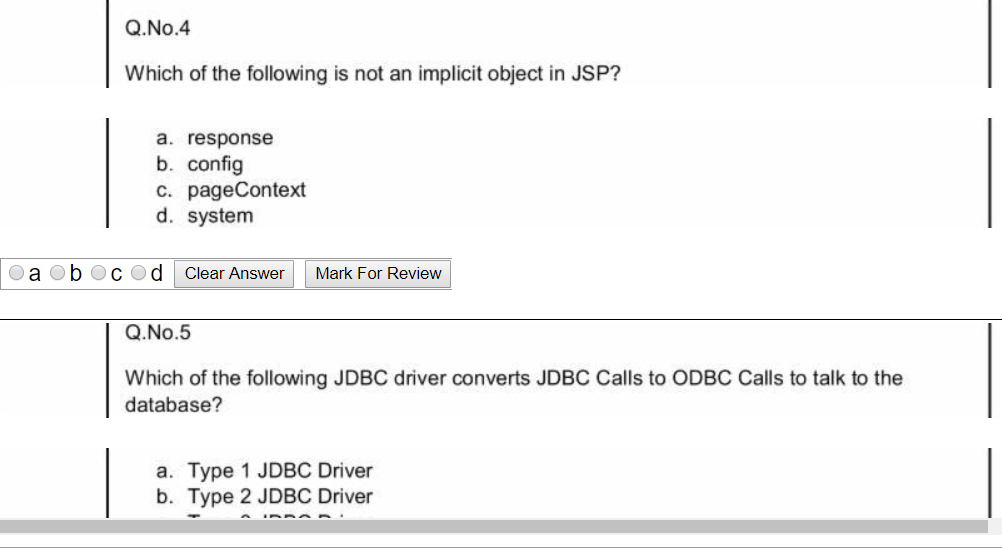 Q.No.4
Which of the following is not an implicit object in JSP?
a. response
b. config
c. pageContext
d. system
a b c d Clear Answer Mark For Review
Q.No.5
Which of the following JDBC driver converts JDBC Calls to ODBC Calls to talk to the
database?
a. Type 1 JDBC Driver
b. Type 2 JDBC Driver